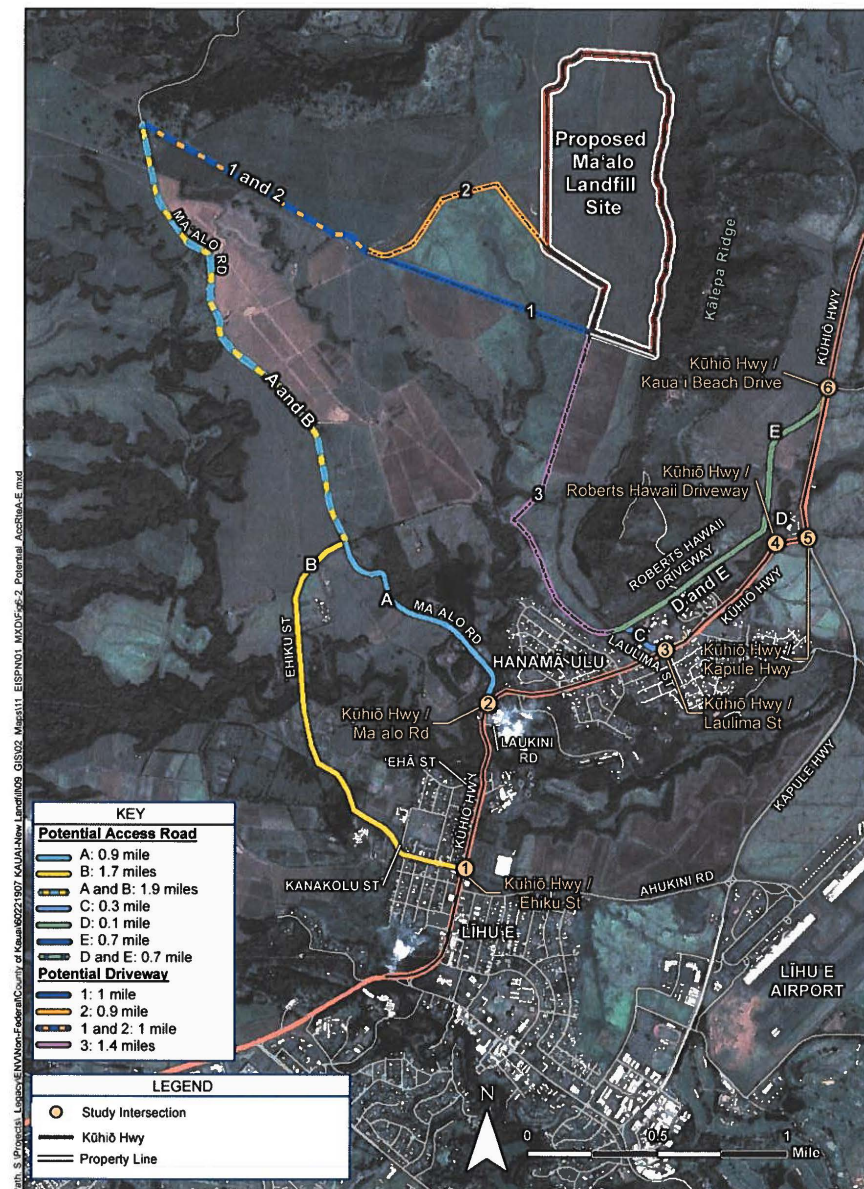 Proposed
Ma'alo
Landfill
Site
1 and 2
2
1
MA'ALO RD
Kālepa Ridge
KŪHIŌ HWY
Kūhiō Hwy /
Kaua'i Beach Drive
6
A and B
E
3
Kūhiō Hwy /
Roberts Hawaii
Driveway
D
4
5
ROBERTS HAWAII
DRIVEWAY
D and E
KŪHIŌ HWY
B
A
MA ALO RD
EHIKU ST
C
LAULIMA ST
3
HANAMĀ ULU
Kūhiō Hwy /
Kapule Hwy
Kūhiō Hwy /
Laulima St
2
Kūhiō Hwy /
Ma alo Rd
LAUKINI
RD
'EHĀ ST
KŪHIŌ HWY
KAPULE HWY
1
KANAKOLU ST
Kūhiō Hwy /
Ehiku St
AHUKINI RD
LĪHU E
LĪHU E
AIRPORT
KEY
Potential Access Road
A: 0.9 mile
B: 1.7 miles
A and B: 1.9 miles
C: 0.3 mile
D: 0.1 mile
E: 0.7 mile
D and E: 0.7 mile
Potential Driveway
1: 1 mile
2: 0.9 mile
1 and 2: 1 mile
3: 1.4 miles
LEGEND
Study Intersection
Kūhiō Hwy
Property Line
N
0
0.5
1
Mile